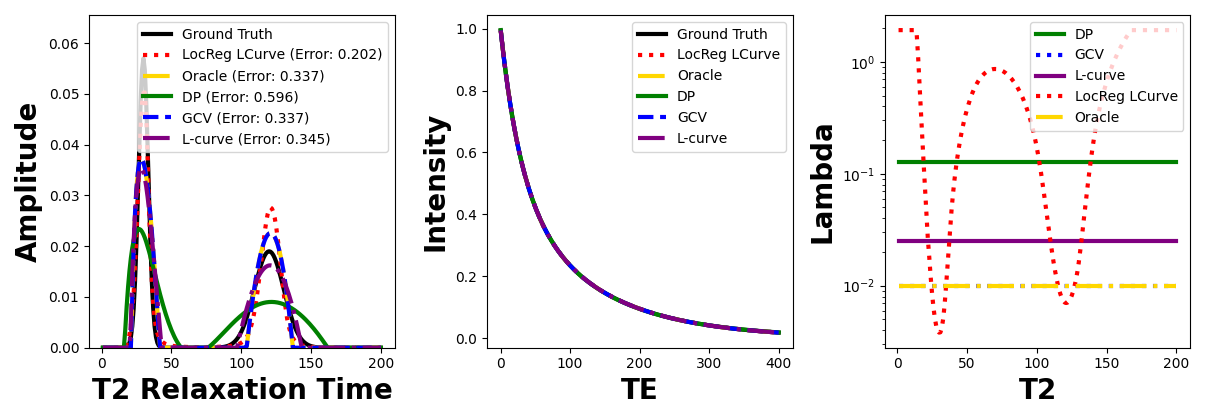 Amplitude
0.06
0.05
0.04
0.03
0.02
0.01
0.00
0 50 100 150 200
T2 Relaxation Time
Ground Truth
LocReg LCurve (Error: 0.202)
Oracle (Error: 0.337)
DP (Error: 0.596)
GCV (Error: 0.337)
L-curve (Error: 0.345)
Intensity
1.0
0.8
0.6
0.4
0.2
0.0
0 100 200 300 400
TE
Ground Truth
LocReg LCurve
Oracle
DP
GCV
L-curve
Lambda
10⁰
10⁻¹
10⁻²
0 50 100 150 200
T2
DP
GCV
L-curve
LocReg LCurve
Oracle